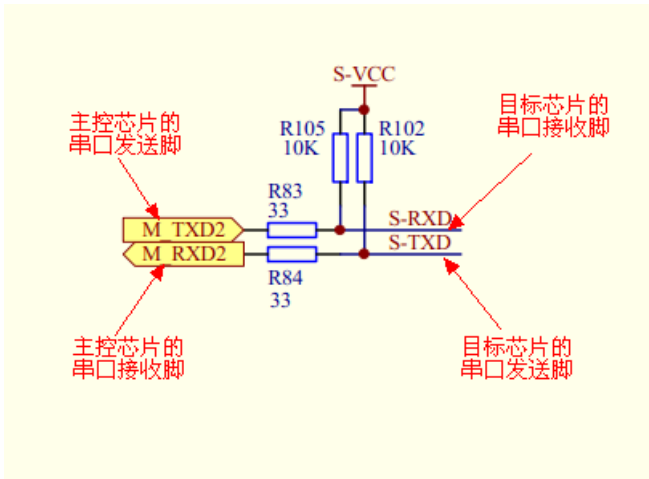 S-VCC
主控芯片的
串口发送脚
目标芯片的
串口接收脚
R105
10K
R102
10K
R83
33
M_TXD2
S-RXD
M_RXD2
S-TXD
R84
33
主控芯片的
串口接收脚
目标芯片的
串口发送脚